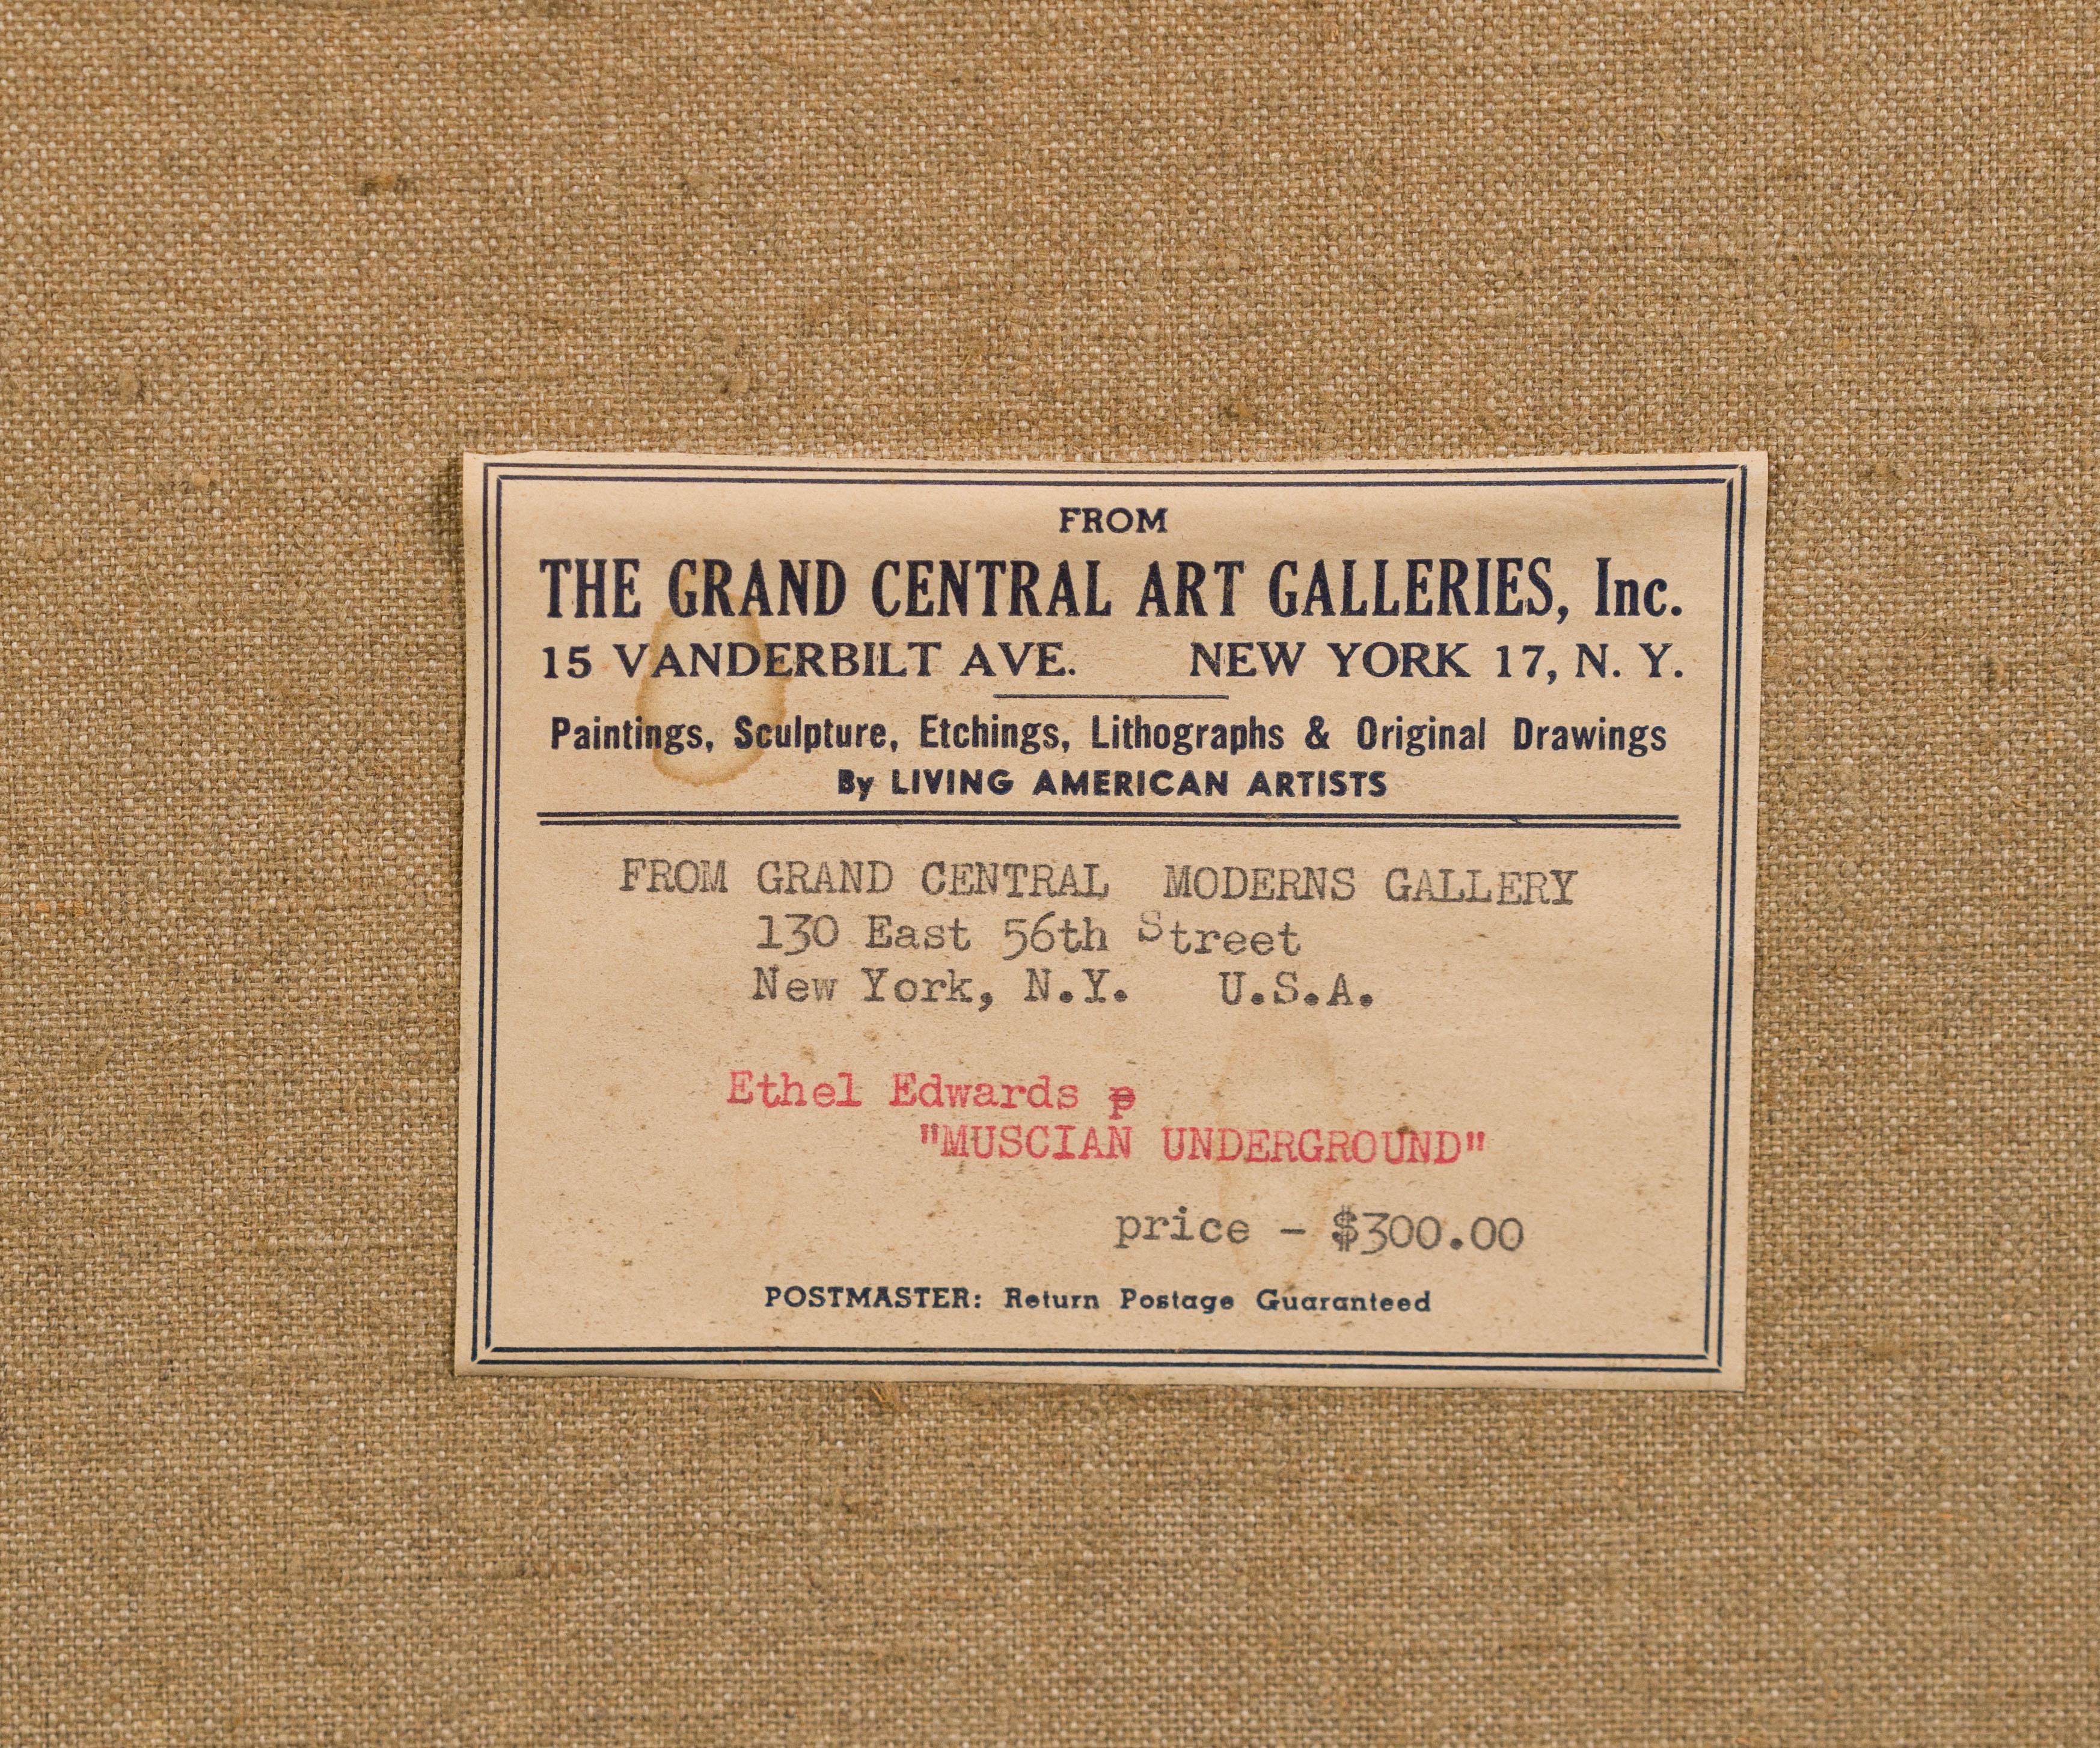 FROM
THE GRAND CENTRAL ART GALLERIES, Inc.
15 VANDERBILT AVE. NEW YORK 17, N. Y.
Paintings, Sculpture, Etchings, Lithographs & Original Drawings
By LIVING AMERICAN ARTISTS
FROM GRAND CENTRAL MODERNS GALLERY
130 East 56th Street
New York, N.Y. U.S.A.
Ethel Edwards p
"MUSCIAN UNDERGROUND"
price - $300.00
POSTMASTER: Return Postage Guaranteed